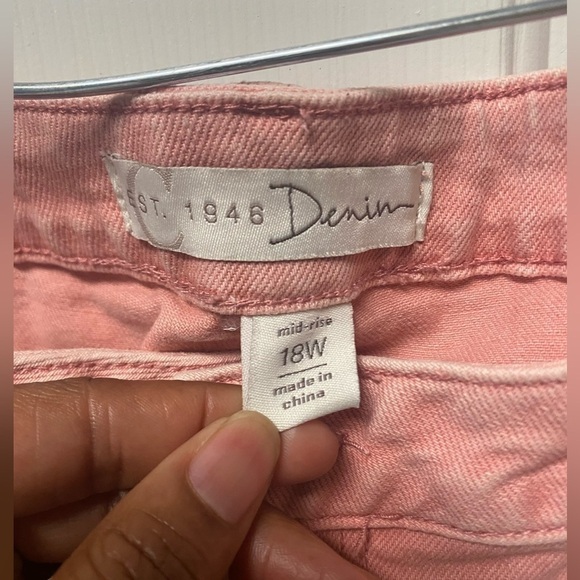 C
EST. 1946 Denim
mid-rise
18W
made in
china